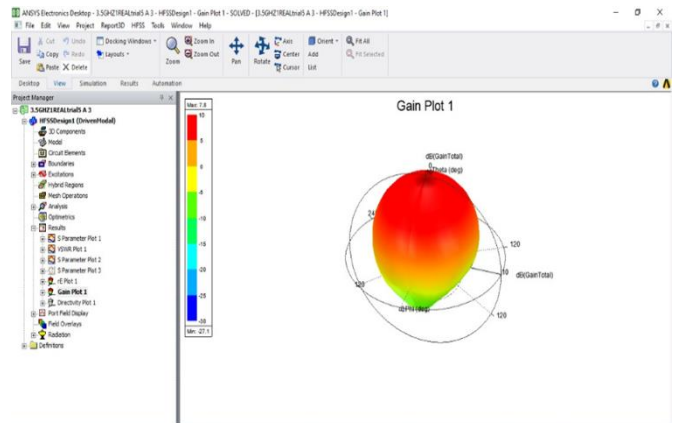 ANSYS Electronics Desktop - 3.5GHZ1REALtrial5 A 3 - HFSSDesign1 - Gain Plot 1 - SOLVED - [3.5GHZ1REALtrial5 A 3 - HFSSDesign1 - Gain Plot 1]
File Edit View Project Report3D HFSS Tools Window Help
Save
Cut Undo
Copy Redo
Paste Delete
Docking Windows
Layouts
Zoom
Zoom In
Zoom Out
Pan
Rotate
Axis
Center
Cursor
Orient
Add
List
Fit All
Fit Selected
Desktop View Simulation Results Automation
Project Manager
3.5GHZ1REALtrial5 A 3
HFSSDesign1 (DrivenModal)
3D Components
Model
Circuit Elements
Boundaries
Excitations
Hybrid Regions
Mesh Operations
Analysis
Optimetrics
Results
S Parameter Plot 1
VSWR Plot 1
S Parameter Plot 2
S Parameter Plot 3
rE Plot 1
Gain Plot 1
Directivity Plot 1
Port Field Display
Field Overlays
Radiation
Definitions
Max: 7.8
10
5
0
-5
-10
-15
-20
-25
-30
Min: -27.1
Gain Plot 1
dB(GainTotal)
0
Theta (deg)
24
120
10
dB(GainTotal)
120
120
Phi (deg)